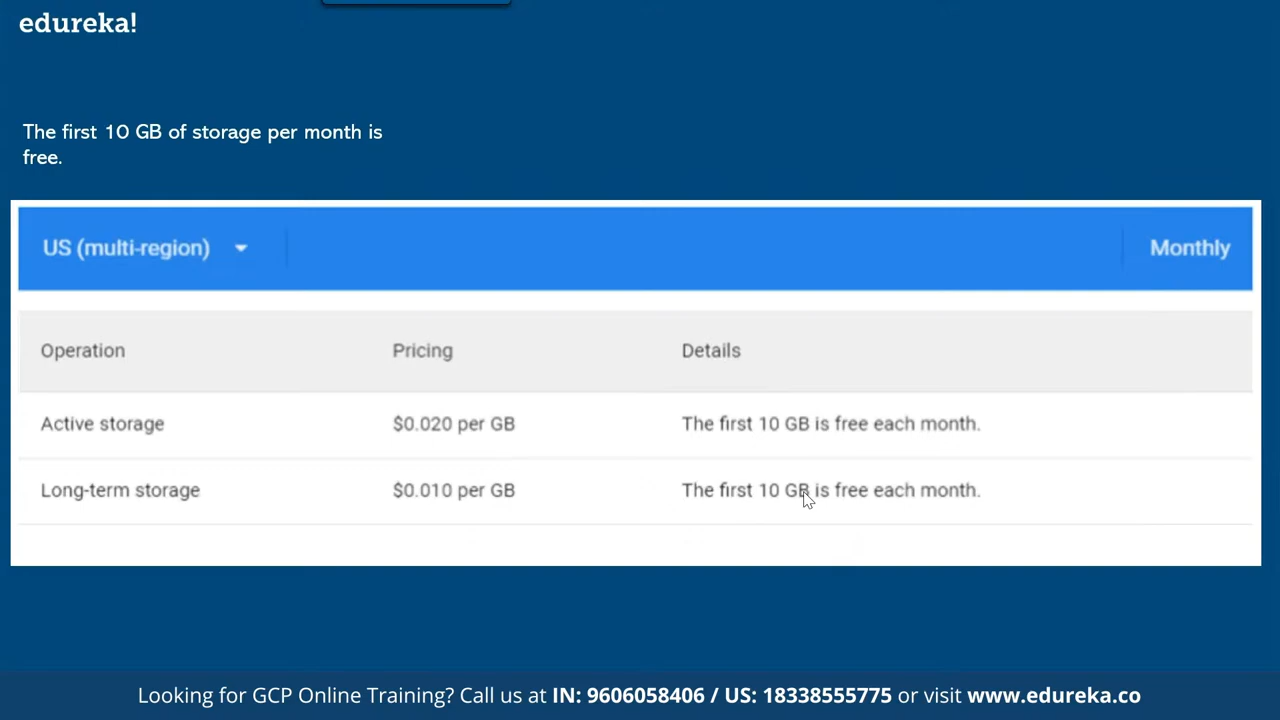 edureka!
The first 10 GB of storage per month is
free.
US (multi-region) Monthly
Operation Pricing Details
Active storage $0.020 per GB The first 10 GB is free each month.
Long-term storage $0.010 per GB The first 10 GB is free each month.
Looking for GCP Online Training? Call us at IN: 9606058406 / US: 18338555775 or visit www.edureka.co